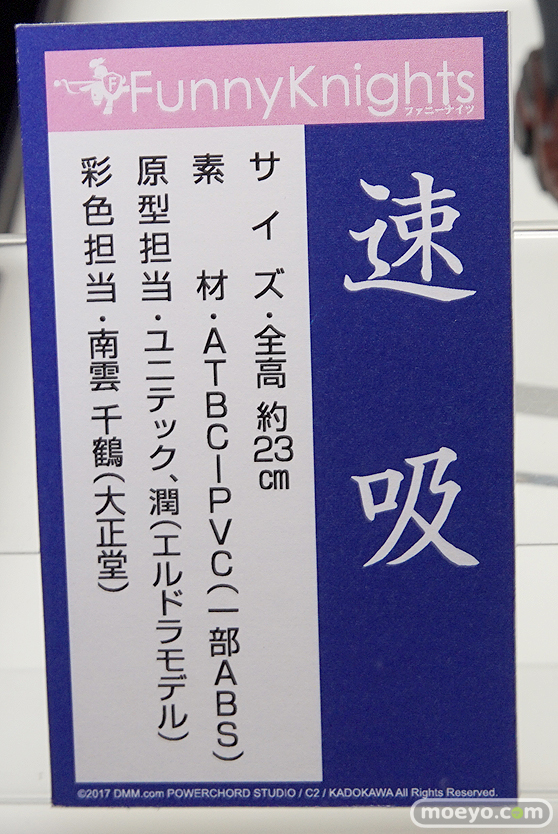 FunnyKnights
ファニーナイツ
速吸
サイズ・全高 約23㎝
素材・ATBC－PVC(一部ABS)
原型担当・ユニテック、潤(エルドラモデル)
彩色担当・南雲 千鶴(大正堂)
©2017 DMM.com POWERCHORD STUDIO / C2 / KADOKAWA All Rights Reserved.
moeyo.com